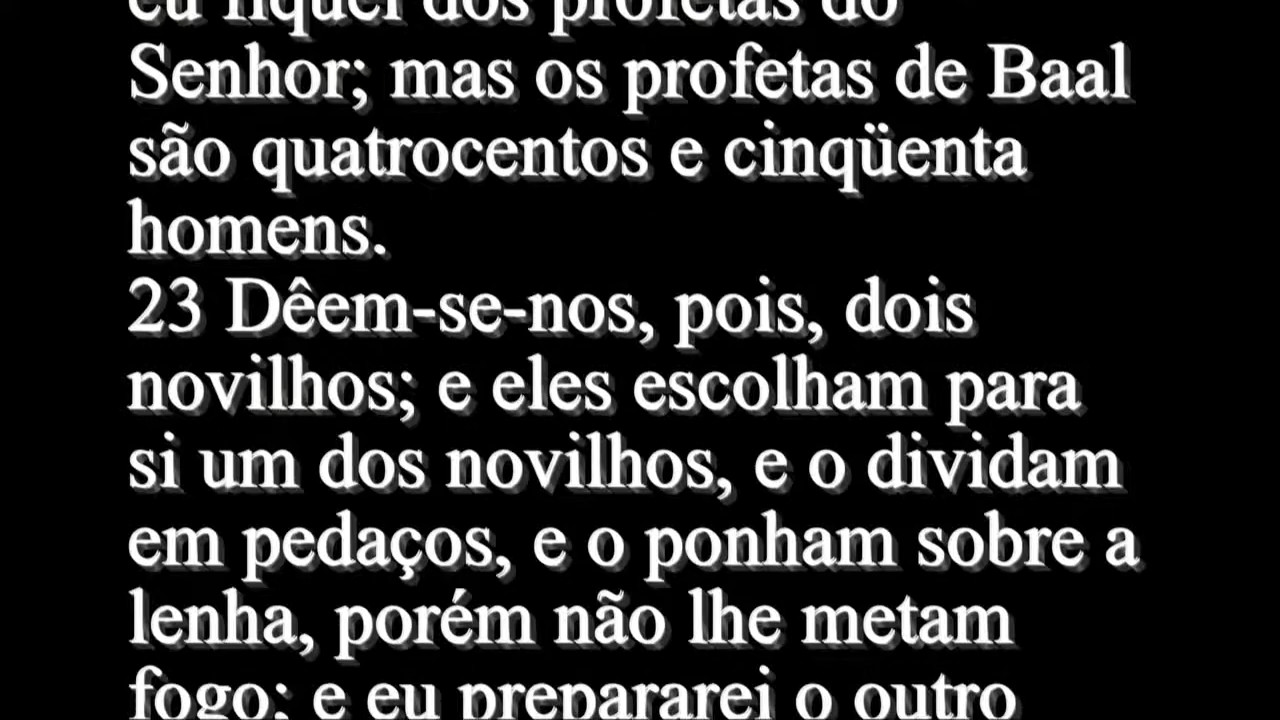 eu fiquei dos profetas do
Senhor; mas os profetas de Baal
são quatrocentos e cinqüenta
homens.
23 Dêem-se-nos, pois, dois
novilhos; e eles escolham para
si um dos novilhos, e o dividam
em pedaços, e o ponham sobre a
lenha, porém não lhe metam
fogo; e eu prepararei o outro